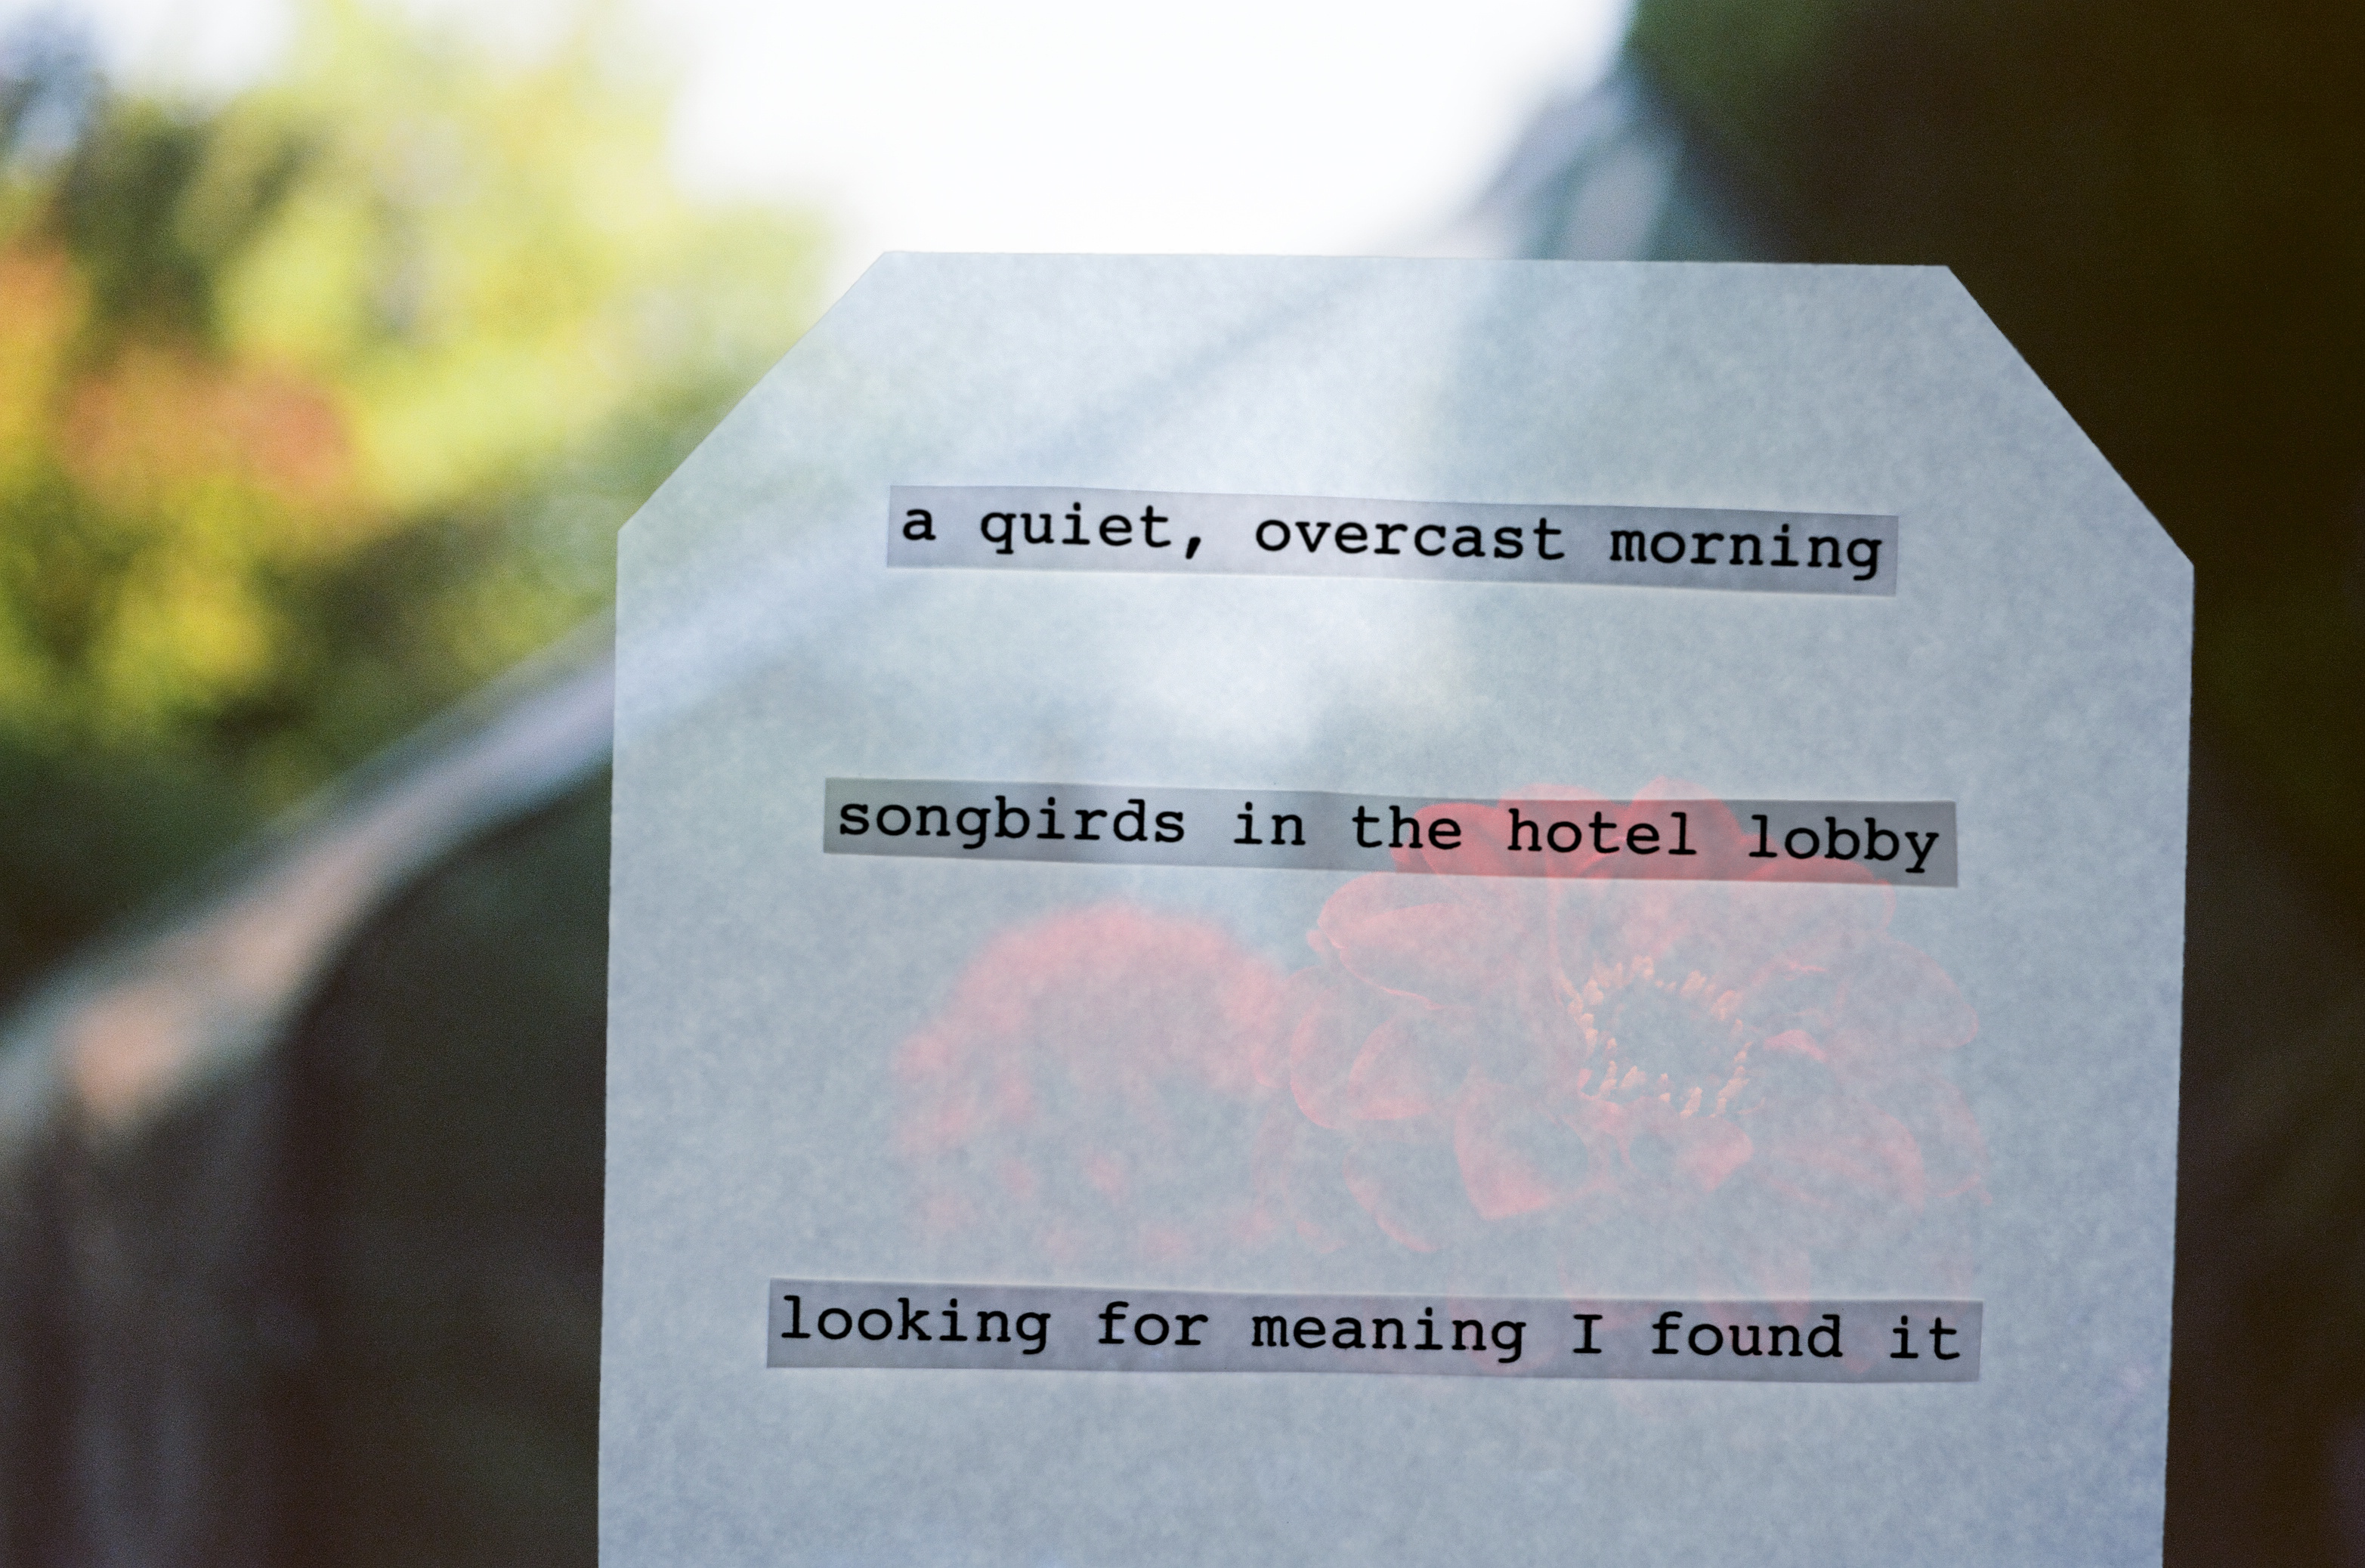 a quiet, overcast morning
songbirds in the hotel lobby
looking for meaning I found it